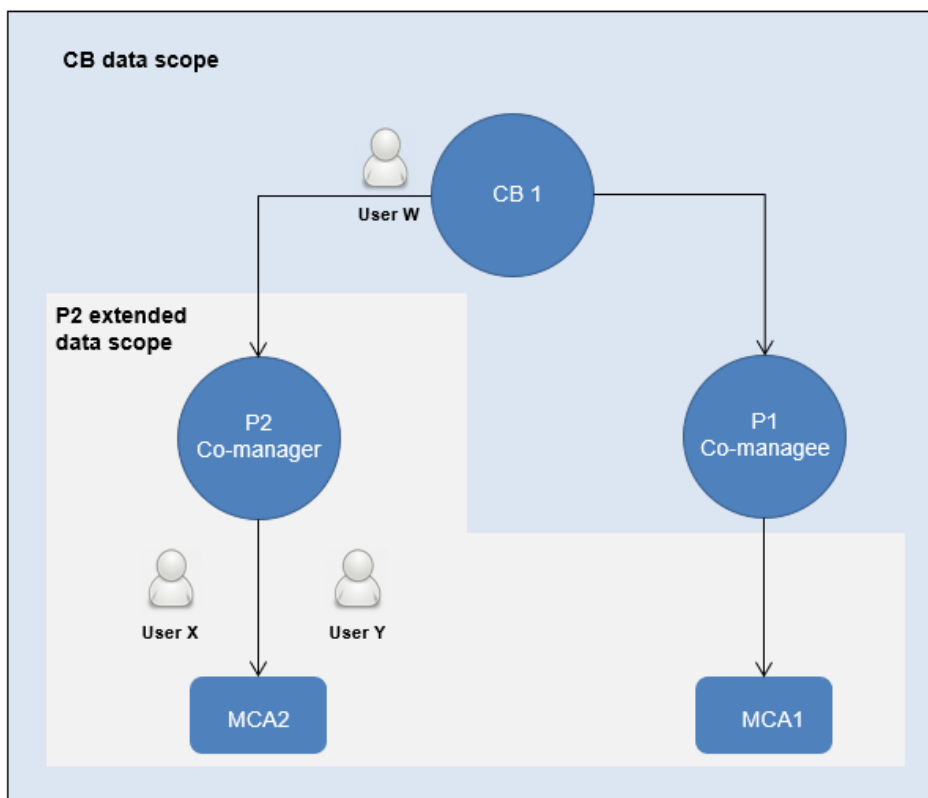 CB data scope
CB 1
User W
P2 extended
data scope
P2
Co-manager
P1
Co-managee
User X
User Y
MCA2
MCA1